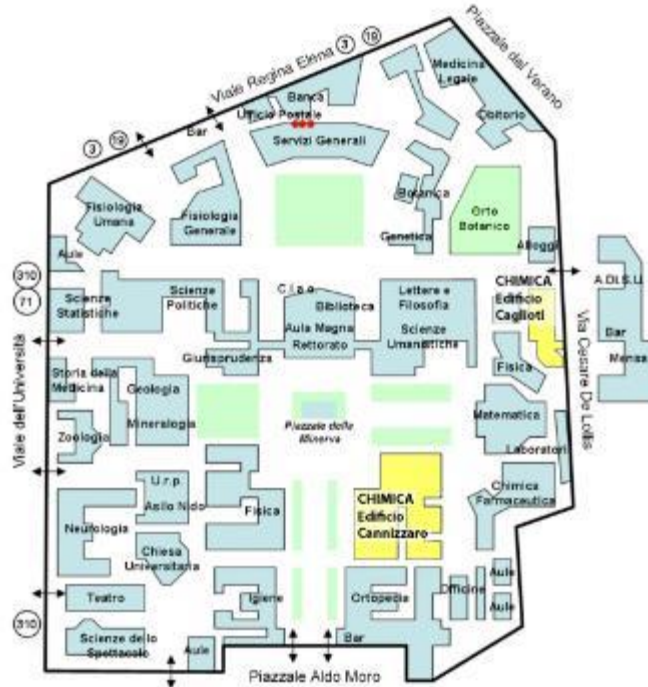 Viale Regina Elena
3
19
Piazzale dal Verano
Medicina
Legale
Banca
Ufficio Postale
Obitorio
3
19
Bar
Servizi Generali
Fisiologia
Umana
Fisiologia
Generale
Botanica
Orto
Botanico
Genetica
Aule
Alloggi
310
71
Scienze
Statistiche
Scienze
Politiche
C.i.a.o.
Biblioteca
Lettere e
Filosofia
CHIMICA
Edificio
Caglioti
A.DI.S.U.
Aula Magna
Rettorato
Scienze
Umanistiche
Bar
Mensa
Via Cesare De Lollis
Giurisprudenza
Fisica
Storia della
Medicina
Geologia
Mineralogia
Viale dell'Università
Zoologia
Piazzale della
Minerva
Matematica
Laboratori
U.r.p.
Asilo Nido
Fisica
CHIMICA
Edificio
Cannizzaro
Chimica
Farmaceutica
Neurologia
Chiesa
Universitaria
Teatro
Igiene
Ortopedia
Officine
Aule
Aule
310
Scienze dello
Spettacolo
Aule
Bar
Piazzale Aldo Moro